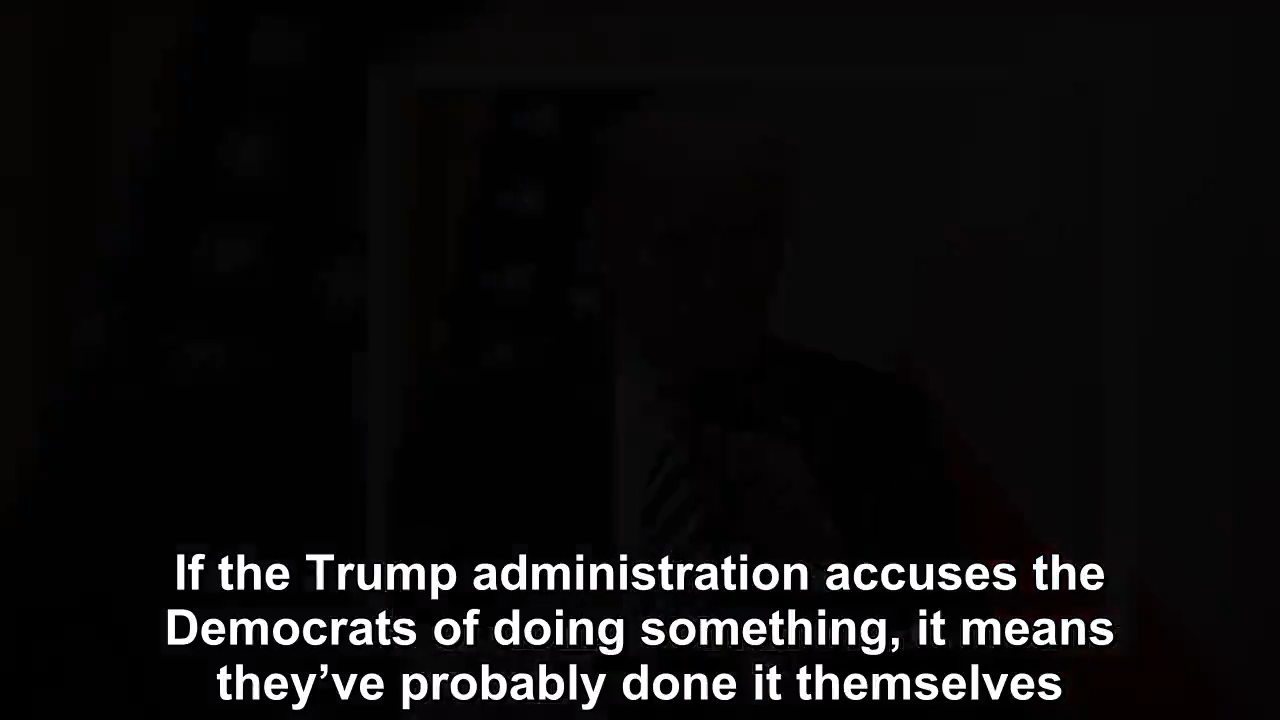 If the Trump administration accuses the
Democrats of doing something, it means
they’ve probably done it themselves